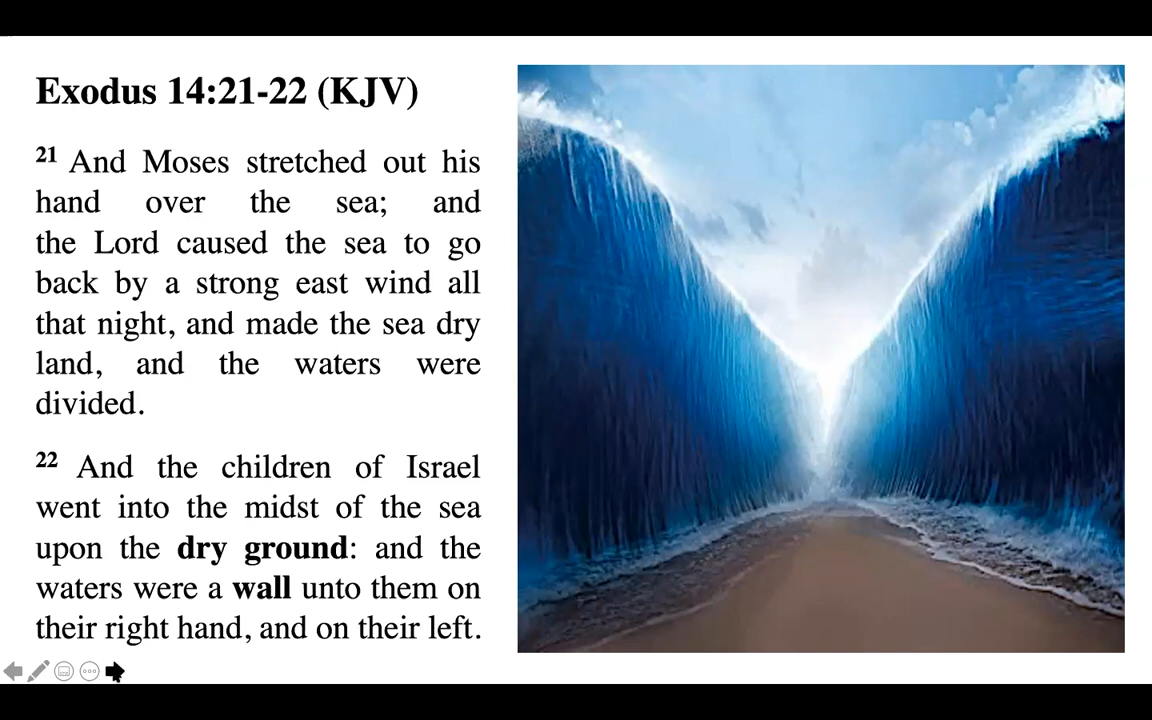 Exodus 14:21-22 (KJV)
21 And Moses stretched out his
hand over the sea; and
the Lord caused the sea to go
back by a strong east wind all
that night, and made the sea dry
land, and the waters were
divided.
22 And the children of Israel
went into the midst of the sea
upon the dry ground: and the
waters were a wall unto them on
their right hand, and on their left.